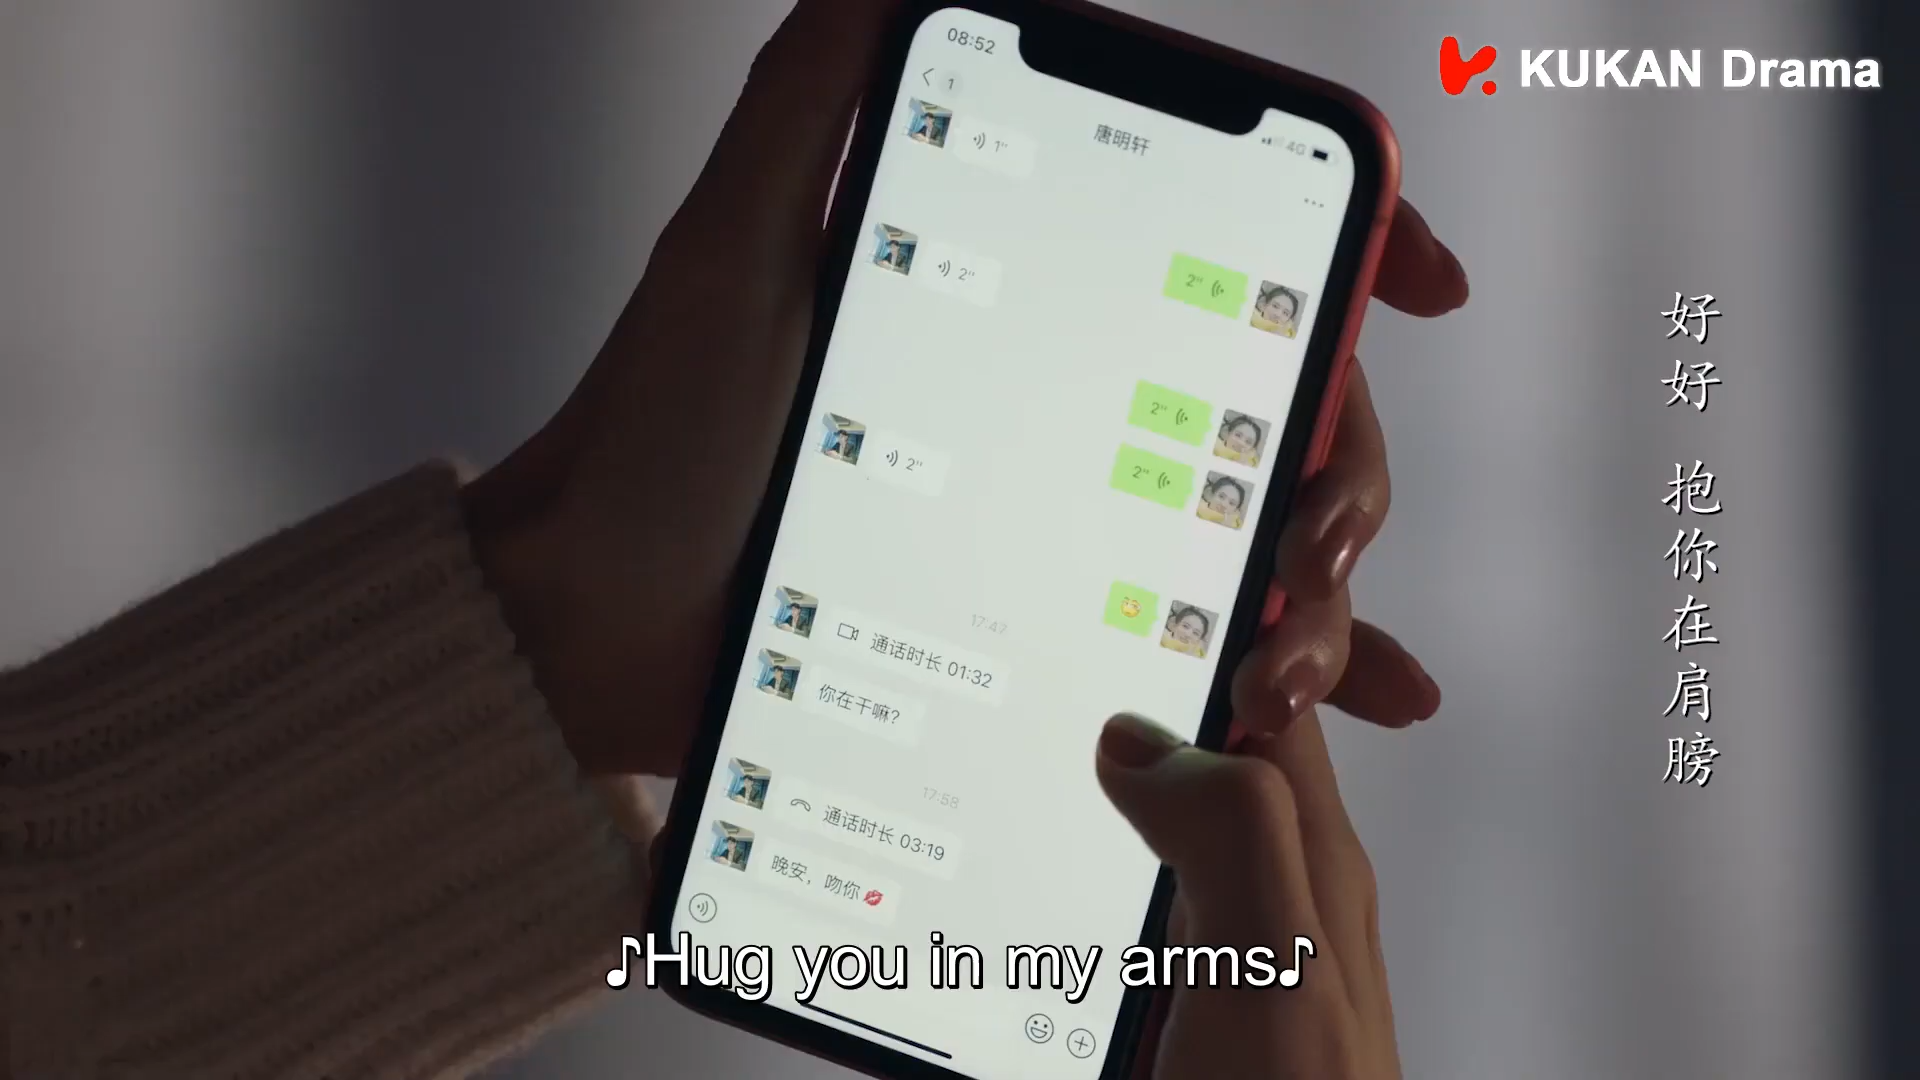 08:52
KUKAN Drama
1
唐明轩
4G
1"
2"
2"
2"
2"
2"
17:47
通话时长 01:32
你在干嘛?
17:58
通话时长 03:19
晚安，吻你💋
好好 抱你在肩膀
♪Hug you in my arms♪